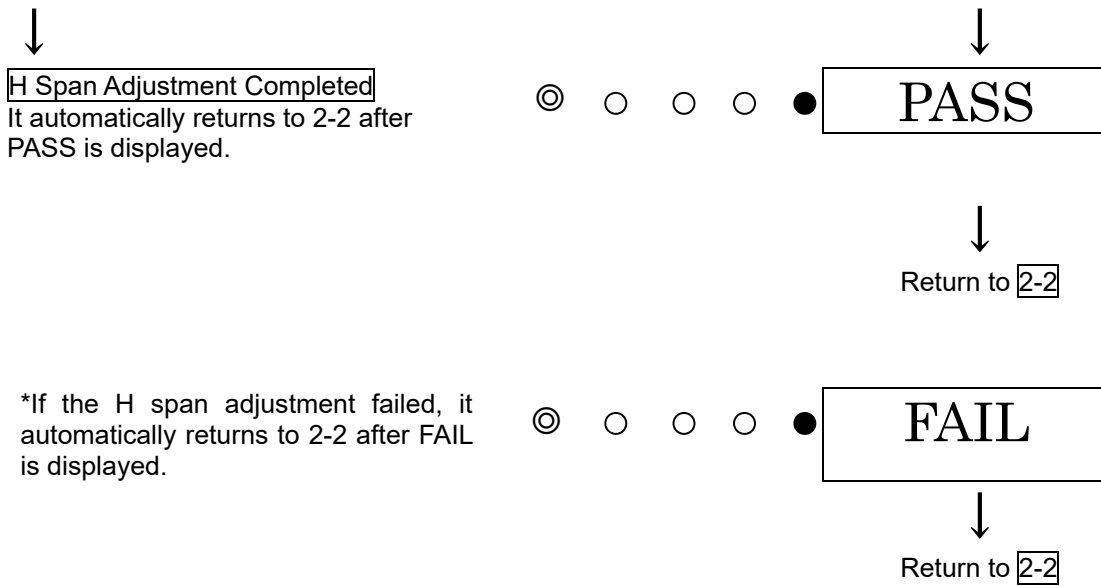 ↓ ↓
H Span Adjustment Completed
It automatically returns to 2-2 after
PASS is displayed.
◎ ○ ○ ○ ● PASS
↓
Return to 2-2
*If the H span adjustment failed, it
automatically returns to 2-2 after FAIL
is displayed.
◎ ○ ○ ○ ● FAIL
↓
Return to 2-2